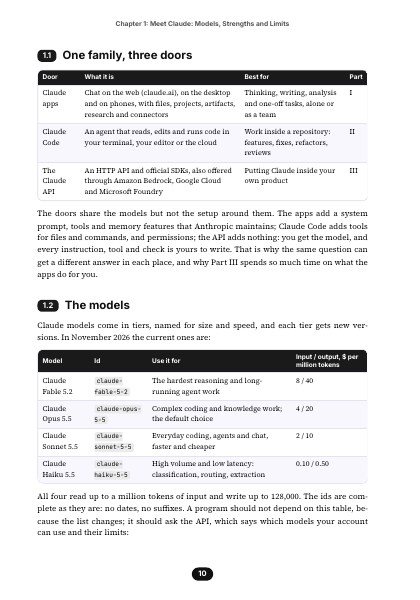 Chapter 1: Meet Claude: Models, Strengths and Limits
1.1 One family, three doors
Door What it is Best for Part
Claude Chat on the web (claude.ai), on the desktop Thinking, writing, analysis I
apps and on phones, with files, projects, artifacts, and one-off tasks, alone or
research and connectors as a team
Claude An agent that reads, edits and runs code in Work inside a repository: II
Code your terminal, your editor or the cloud features, fixes, refactors,
reviews
The An HTTP API and official SDKs, also offered Putting Claude inside your III
Claude through Amazon Bedrock, Google Cloud own product
API and Microsoft Foundry
The doors share the models but not the setup around them. The apps add a system
prompt, tools and memory features that Anthropic maintains; Claude Code adds tools
for files and commands, and permissions; the API adds nothing: you get the model, and
every instruction, tool and check is yours to write. That is why the same question can
get a different answer in each place, and why Part III spends so much time on what the
apps do for you.
1.2 The models
Claude models come in tiers, named for size and speed, and each tier gets new ver-
sions. In November 2026 the current ones are:
Model Id Use it for Input / output, $ per
million tokens
Claude claude- The hardest reasoning and long- 8 / 40
Fable 5.2 fable-5-2 running agent work
Claude claude-opus- Complex coding and knowledge work; 4 / 20
Opus 5.5 5-5 the default choice
Claude claude- Everyday coding, agents and chat, 2 / 10
Sonnet 5.5 sonnet-5-5 faster and cheaper
Claude claude- High volume and low latency: 0.10 / 0.50
Haiku 5.5 haiku-5-5 classification, routing, extraction
All four read up to a million tokens of input and write up to 128,000. The ids are com-
plete as they are: no dates, no suffixes. A program should not depend on this table, be-
cause the list changes; it should ask the API, which says which models your account
can use and their limits:
10